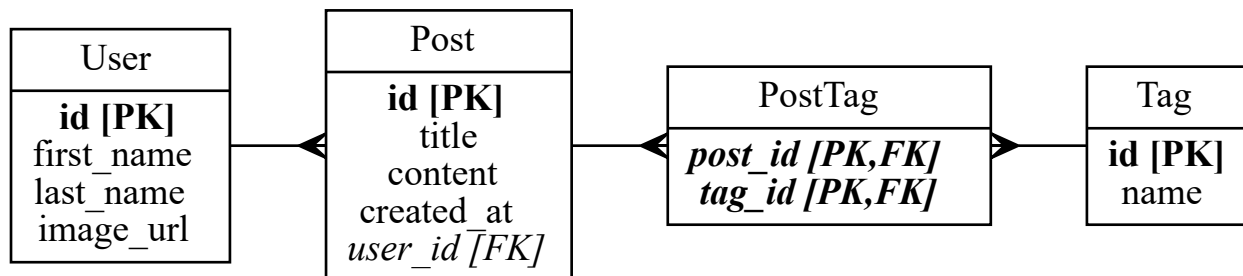 User
id [PK]
first_name
last_name
image_url
Post
id [PK]
title
content
created_at
user_id [FK]
PostTag
post_id [PK,FK]
tag_id [PK,FK]
Tag
id [PK]
name